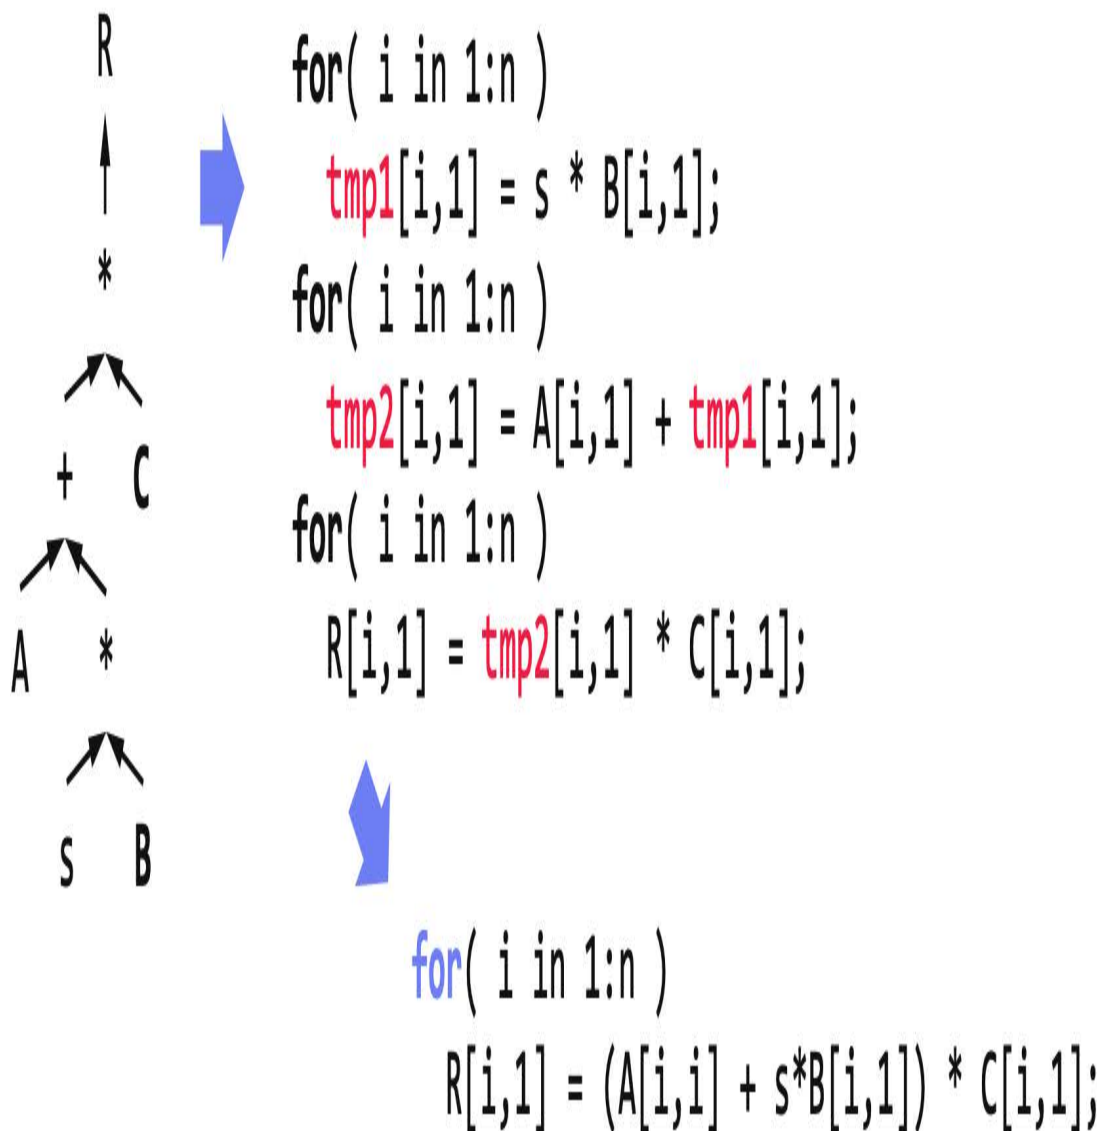 R
*
+ C
A *
s B
for( i in 1:n )
tmp1[i,1] = s * B[i,1];
for( i in 1:n )
tmp2[i,1] = A[i,1] + tmp1[i,1];
for( i in 1:n )
R[i,1] = tmp2[i,1] * C[i,1];
for( i in 1:n )
R[i,1] = (A[i,i] + s*B[i,1]) * C[i,1];